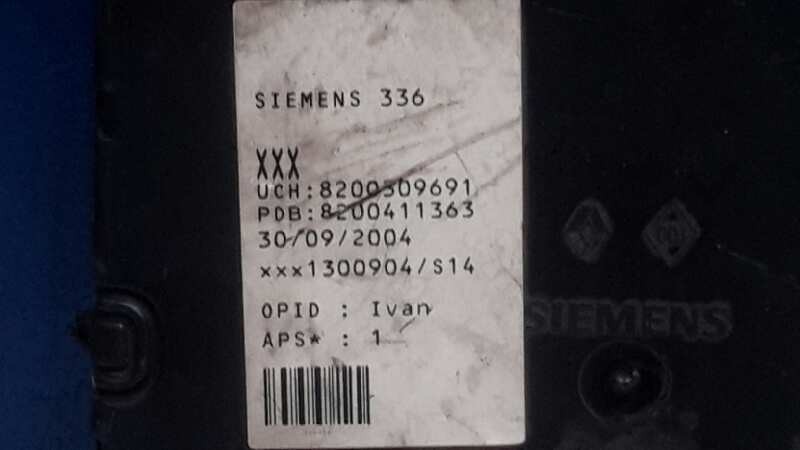 SIEMENS 336
XXX
UCH:8200309691
PDB:8200411363
30/09/2004
xxx1300904/S14
OPID : Ivan
APS* : 1
SIEMENS